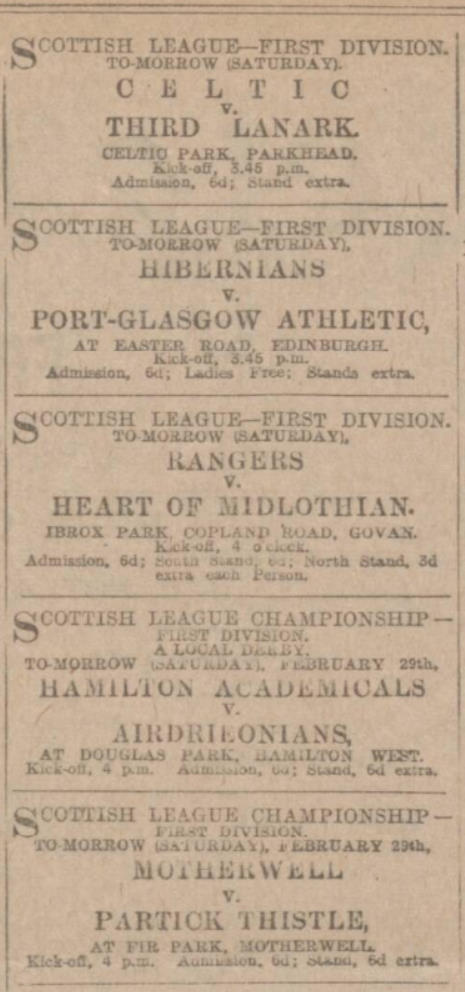 SCOTTISH LEAGUE—FIRST DIVISION.
TO-MORROW (SATURDAY).
CELTIC
v.
THIRD LANARK.
CELTIC PARK, PARKHEAD.
Kick-off, 3.45 p.m.
Admission, 6d; Stand extra.
SCOTTISH LEAGUE—FIRST DIVISION.
TO-MORROW (SATURDAY),
HIBERNIANS
v.
PORT-GLASGOW ATHLETIC,
AT EASTER ROAD, EDINBURGH.
Kick-off, 3.45 p.m.
Admission, 6d; Ladies Free; Stands extra.
SCOTTISH LEAGUE—FIRST DIVISION.
TO-MORROW (SATURDAY),
RANGERS
v.
HEART OF MIDLOTHIAN.
IBROX PARK, COPLAND ROAD, GOVAN.
Kick-off, 4 o'clock.
Admission, 6d; South Stand, 6d; North Stand, 3d
extra each Person.
SCOTTISH LEAGUE CHAMPIONSHIP—
FIRST DIVISION.
A LOCAL DERBY.
TO-MORROW (SATURDAY), FEBRUARY 29th,
HAMILTON ACADEMICALS
v.
AIRDRIEONIANS,
AT DOUGLAS PARK, HAMILTON WEST.
Kick-off, 4 p.m. Admission, 6d; Stand, 6d extra.
SCOTTISH LEAGUE CHAMPIONSHIP—
FIRST DIVISION.
TO-MORROW (SATURDAY), FEBRUARY 29th,
MOTHERWELL
v.
PARTICK THISTLE,
AT FIR PARK, MOTHERWELL.
Kick-off, 4 p.m. Admission, 6d; Stand, 6d extra.